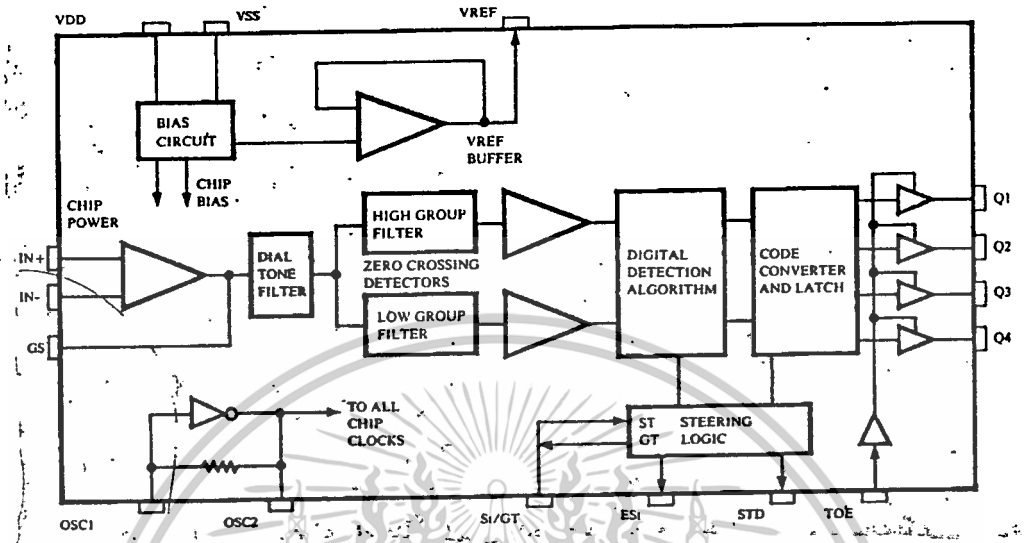 VDD
VSS
VREF
BIAS
CIRCUIT
VREF
BUFFER
CHIP
BIAS
CHIP
POWER
IN+
IN-
GS
DIAL
TONE
FILTER
HIGH GROUP
FILTER
ZERO CROSSING
DETECTORS
LOW GROUP
FILTER
DIGITAL
DETECTION
ALGORITHM
CODE
CONVERTER
AND LATCH
Q1
Q2
Q3
Q4
TO ALL
CHIP
CLOCKS
ST
GT
STEERING
LOGIC
OSC1
OSC2
St/GT
ESt
STD
TOE